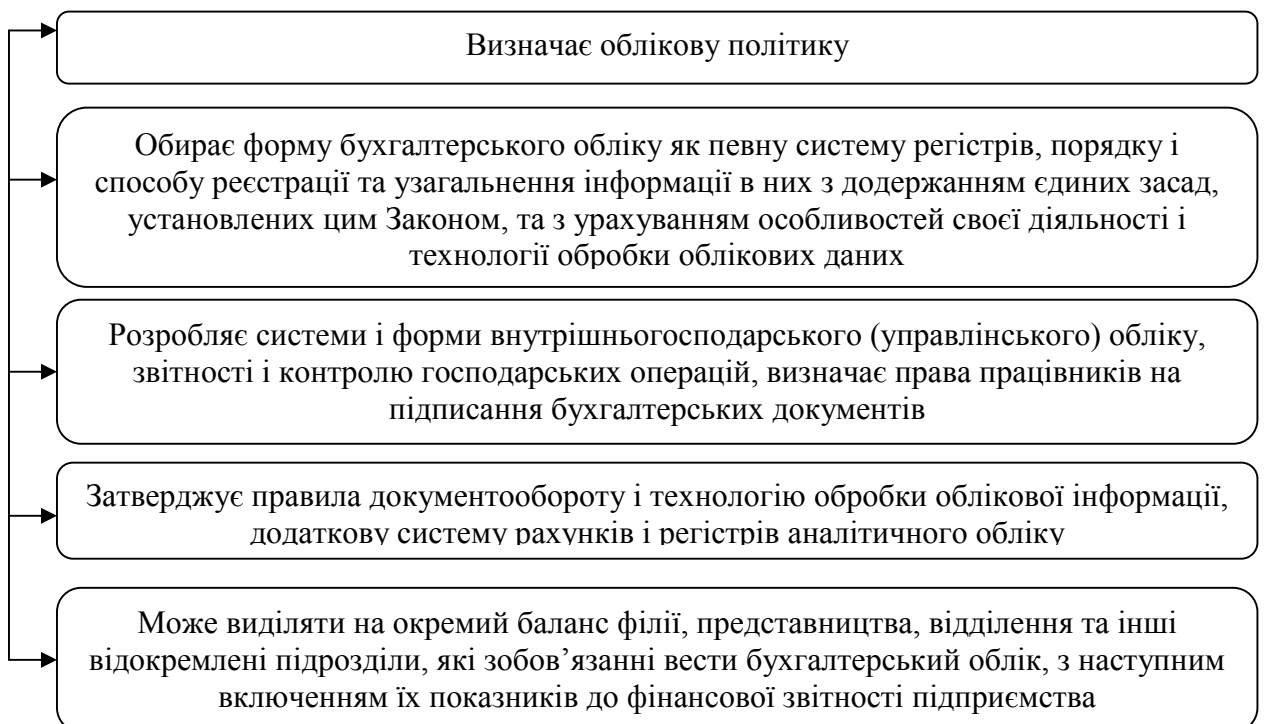 Визначає облікову політику
Обирає форму бухгалтерського обліку як певну систему регістрів, порядку і
способу реєстрації та узагальнення інформації в них з додержанням єдиних засад,
установлених цим Законом, та з урахуванням особливостей своєї діяльності і
технології обробки облікових даних
Розробляє системи і форми внутрішньогосподарського (управлінського) обліку,
звітності і контролю господарських операцій, визначає права працівників на
підписання бухгалтерських документів
Затверджує правила документообороту і технологію обробки облікової інформації,
додаткову систему рахунків і регістрів аналітичного обліку
Може виділяти на окремий баланс філії, представництва, відділення та інші
відокремлені підрозділи, які зобов’язанні вести бухгалтерський облік, з наступним
включенням їх показників до фінансової звітності підприємства